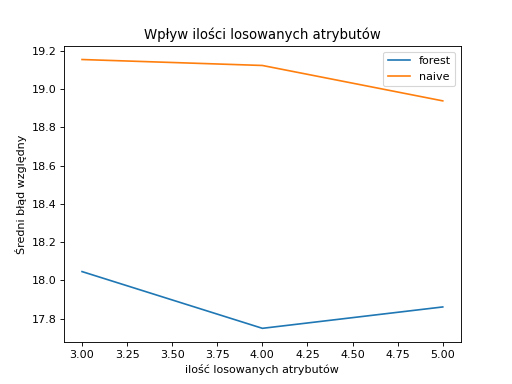 Wpływ ilości losowanych atrybutów
forest
naive
Średni błąd względny
19.2
19.0
18.8
18.6
18.4
18.2
18.0
17.8
3.00 3.25 3.50 3.75 4.00 4.25 4.50 4.75 5.00
ilość losowanych atrybutów